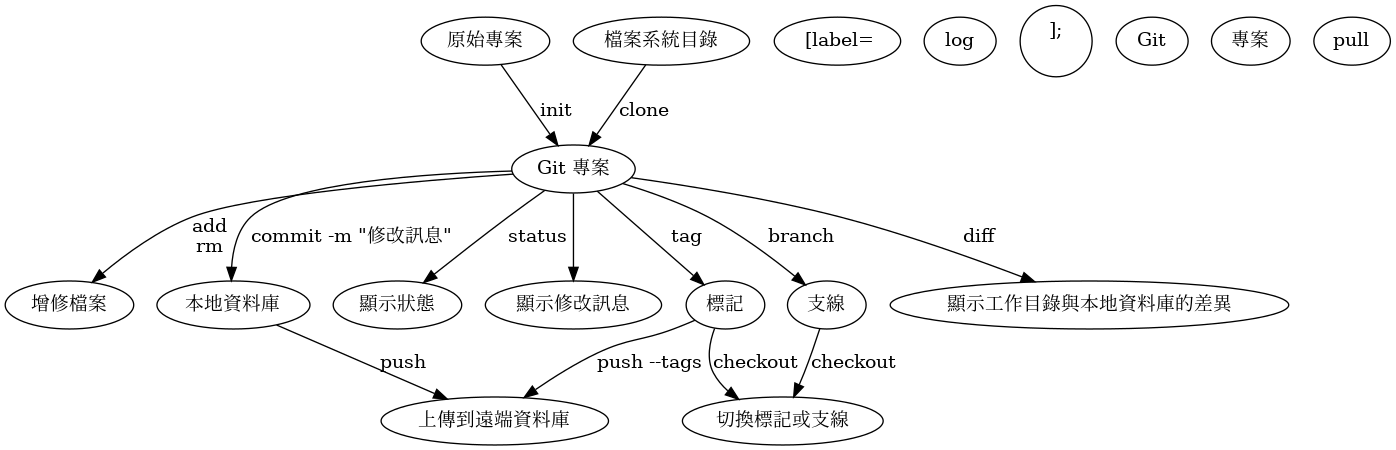 原始專案
檔案系統目錄
[label=
log
];
Git
專案
pull
init
clone
Git 專案
add
rm
commit -m "修改訊息"
status
tag
branch
diff
增修檔案
本地資料庫
顯示狀態
顯示修改訊息
標記
支線
顯示工作目錄與本地資料庫的差異
push
push --tags
checkout
checkout
上傳到遠端資料庫
切換標記或支線